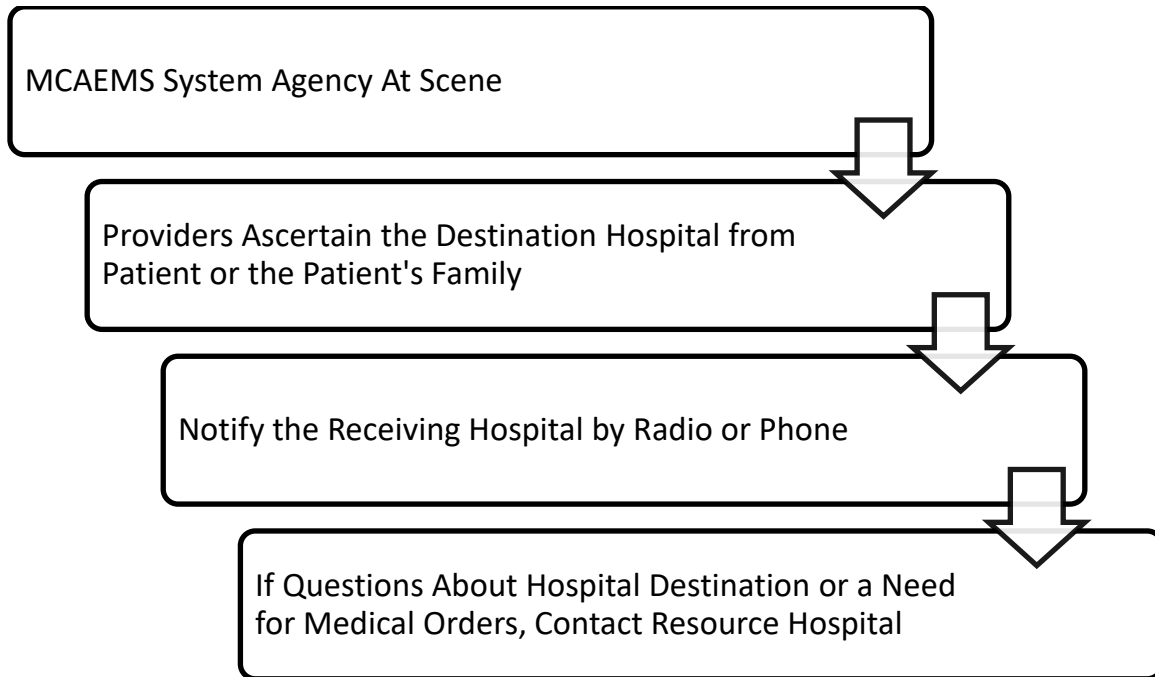 MCAEMS System Agency At Scene
Providers Ascertain the Destination Hospital from
Patient or the Patient's Family
Notify the Receiving Hospital by Radio or Phone
If Questions About Hospital Destination or a Need
for Medical Orders, Contact Resource Hospital